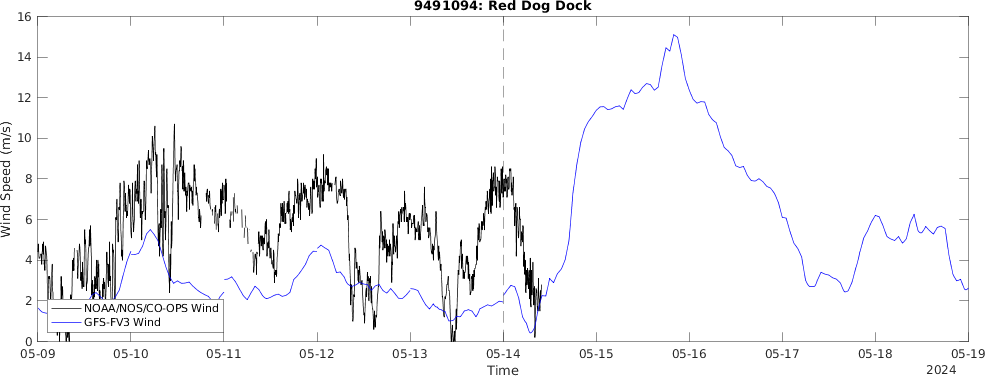 9491094: Red Dog Dock
16
14
12
10
8
6
4
2
0
Wind Speed (m/s)
NOAA/NOS/CO-OPS Wind
GFS-FV3 Wind
05-09 05-10 05-11 05-12 05-13 05-14 05-15 05-16 05-17 05-18 05-19
Time
2024